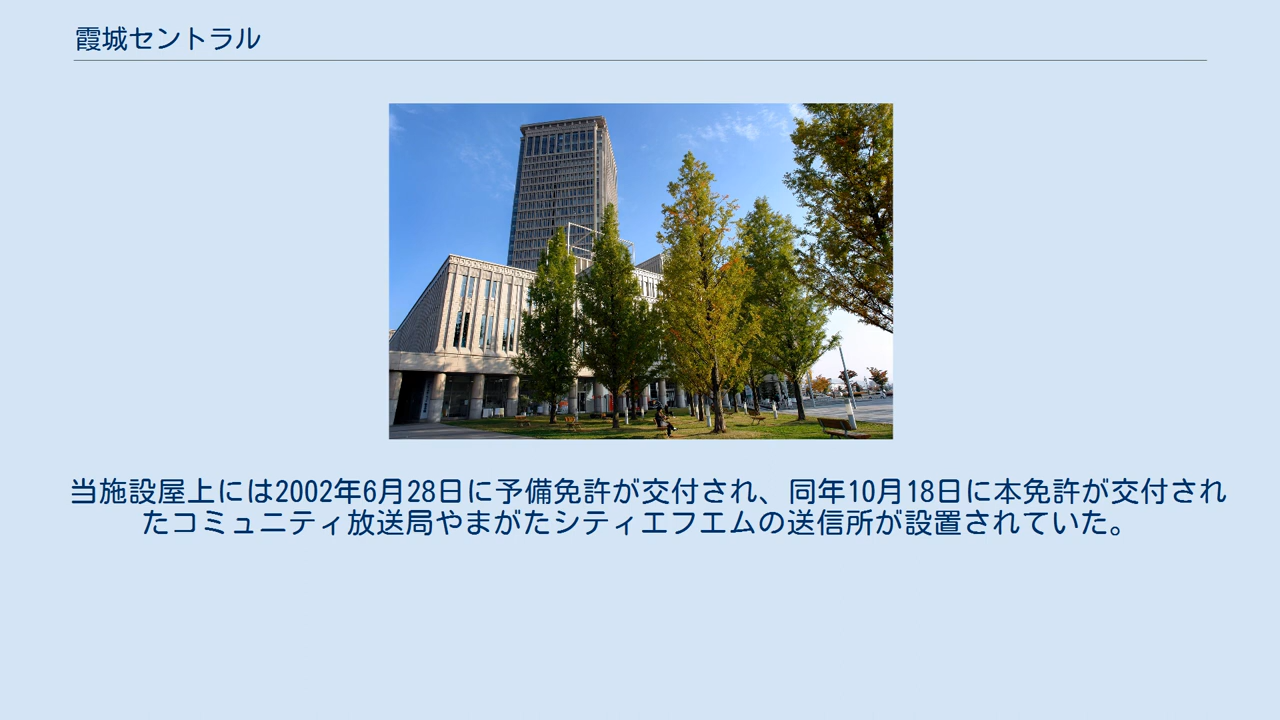 霞城セントラル
当施設屋上には2002年6月28日に予備免許が交付され、同年10月18日に本免許が交付され
たコミュニティ放送局やまがたシティエフエムの送信所が設置されていた。